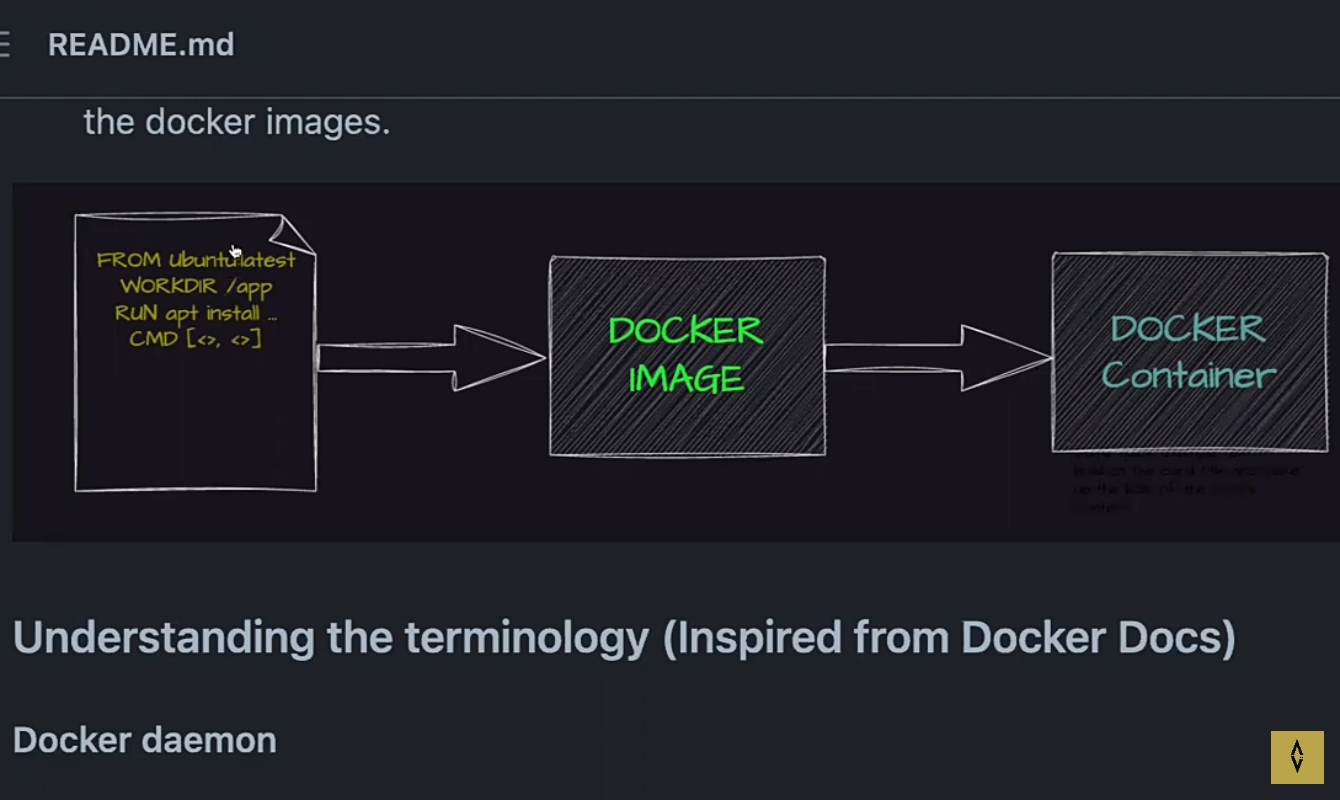 README.md
the docker images.
FROM ubuntu:latest
WORKDIR /app
RUN apt install ...
CMD [<>, <>]
DOCKER
IMAGE
DOCKER
Container
Understanding the terminology (Inspired from Docker Docs)
Docker daemon